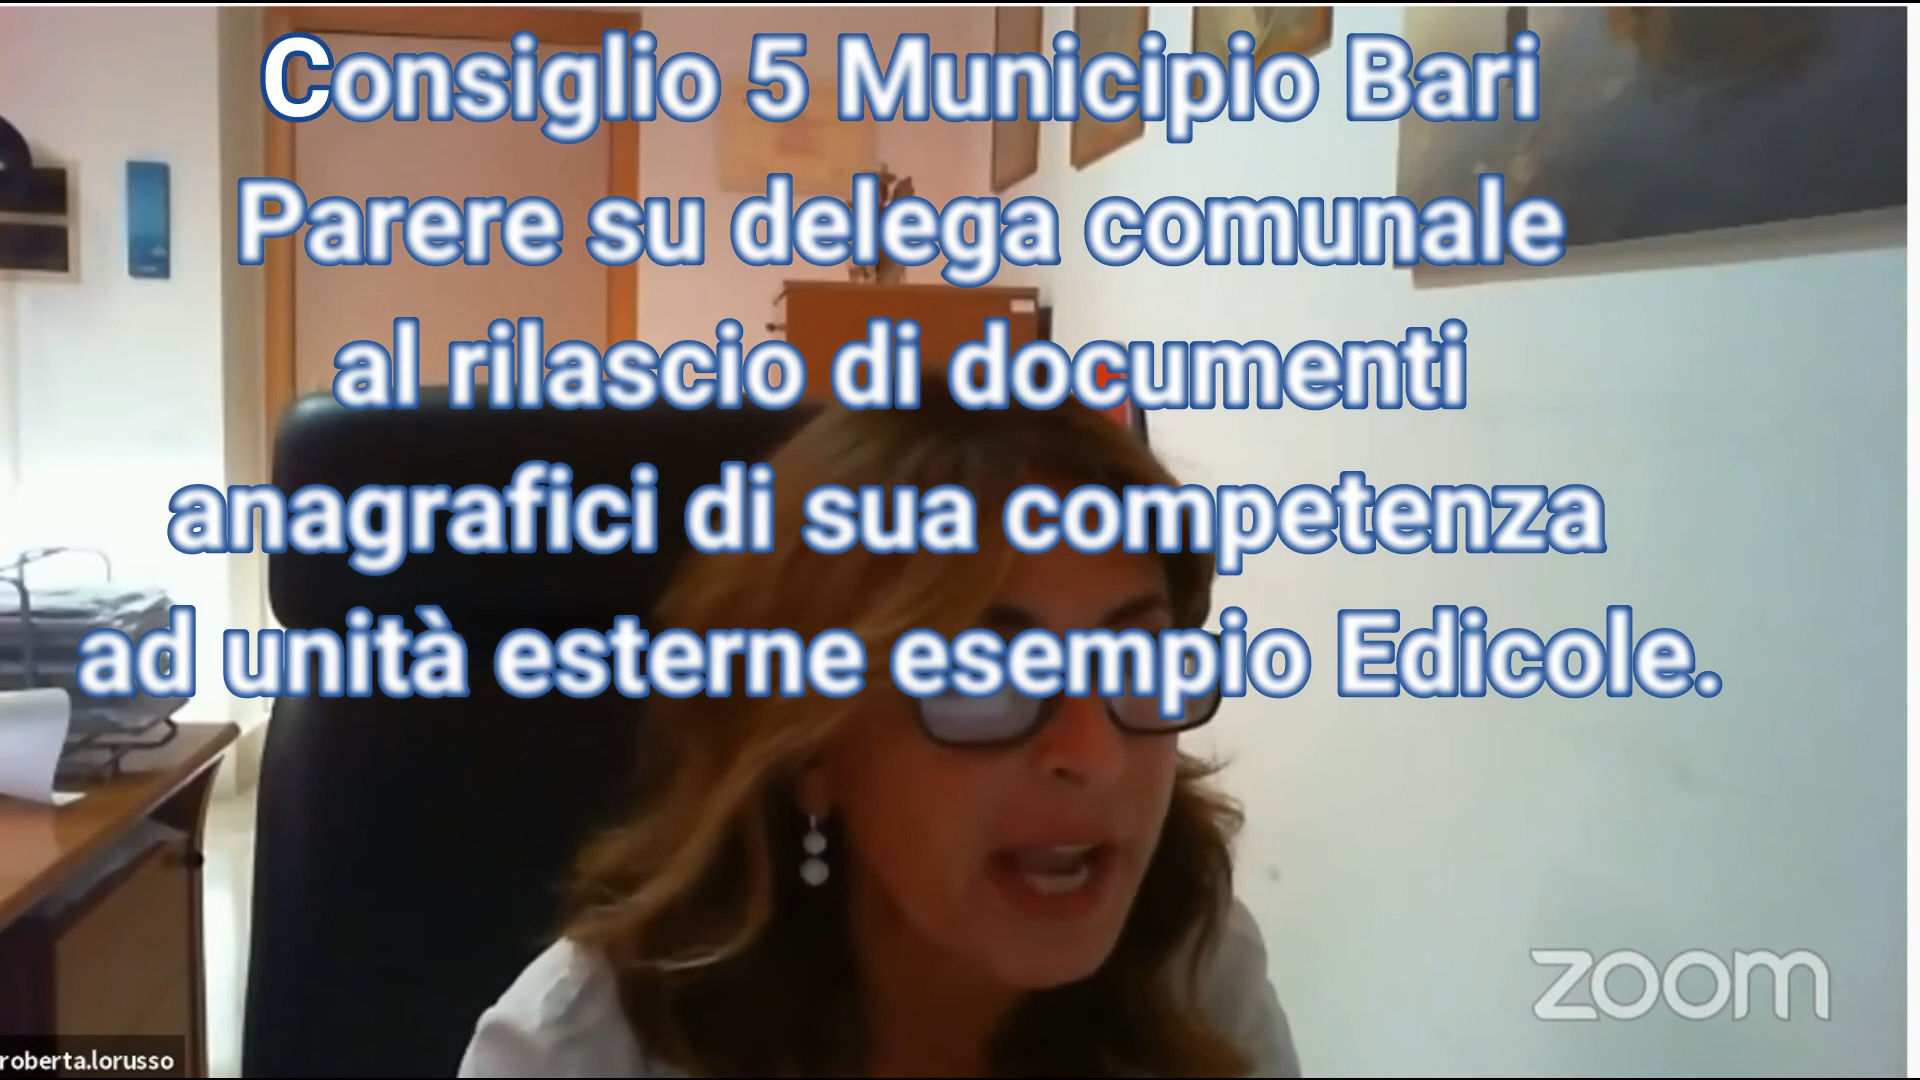 Consiglio 5 Municipio Bari
Parere su delega comunale
al rilascio di documenti
anagrafici di sua competenza
ad unità esterne esempio Edicole.
zoom
roberta.lorusso